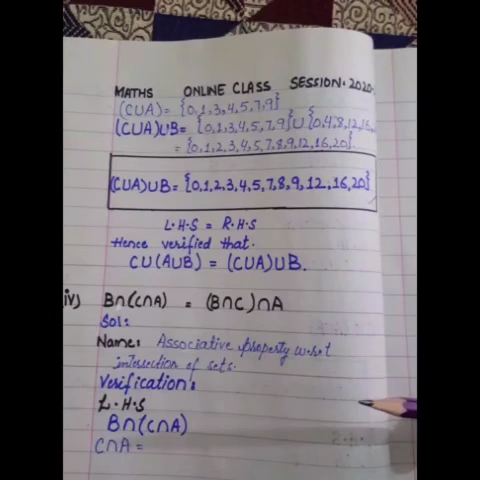 MATHS ONLINE CLASS SESSION. 2020
(CUA) = {0,1,3,4,5,7,9}
(CUA)UB = {0,1,3,4,5,7,9}U{0,4,8,12,16,
= {0,1,2,3,4,5,7,8,9,12,16,20}.
(CUA)UB = {0,1,2,3,4,5,7,8,9,12,16,20}
L.H.S = R.H.S
Hence verified that.
CU(AUB) = (CUA)UB.
iv) B∩(C∩A) = (B∩C)∩A
Sol:
Name: Associative property w.r.t
intersection of sets.
Verification:
L.H.S
B∩(C∩A)
C∩A =